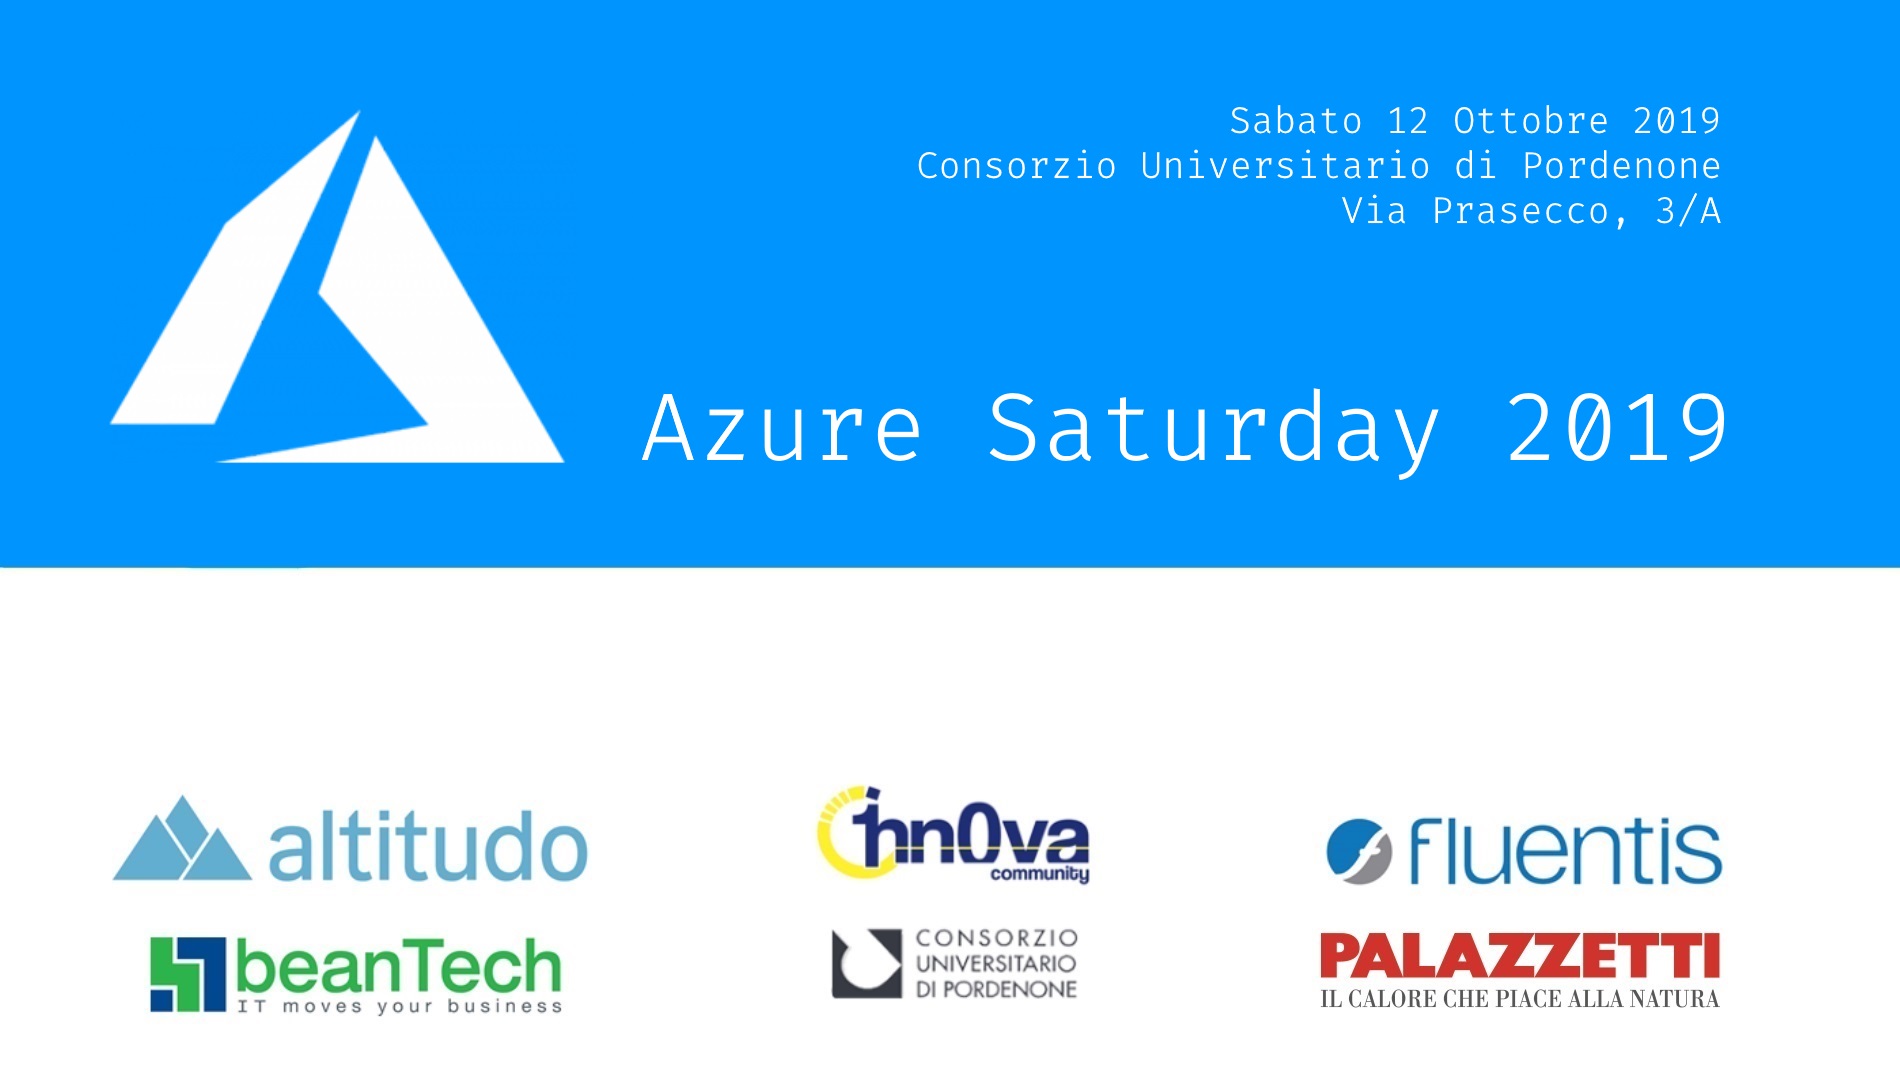 Sabato 12 Ottobre 2019
Consorzio Universitario di Pordenone
Via Prasecco, 3/A
Azure Saturday 2019
altitudo
1nn0va
community
fluentis
beanTech
IT moves your business
CONSORZIO
UNIVERSITARIO
DI PORDENONE
PALAZZETTI
IL CALORE CHE PIACE ALLA NATURA